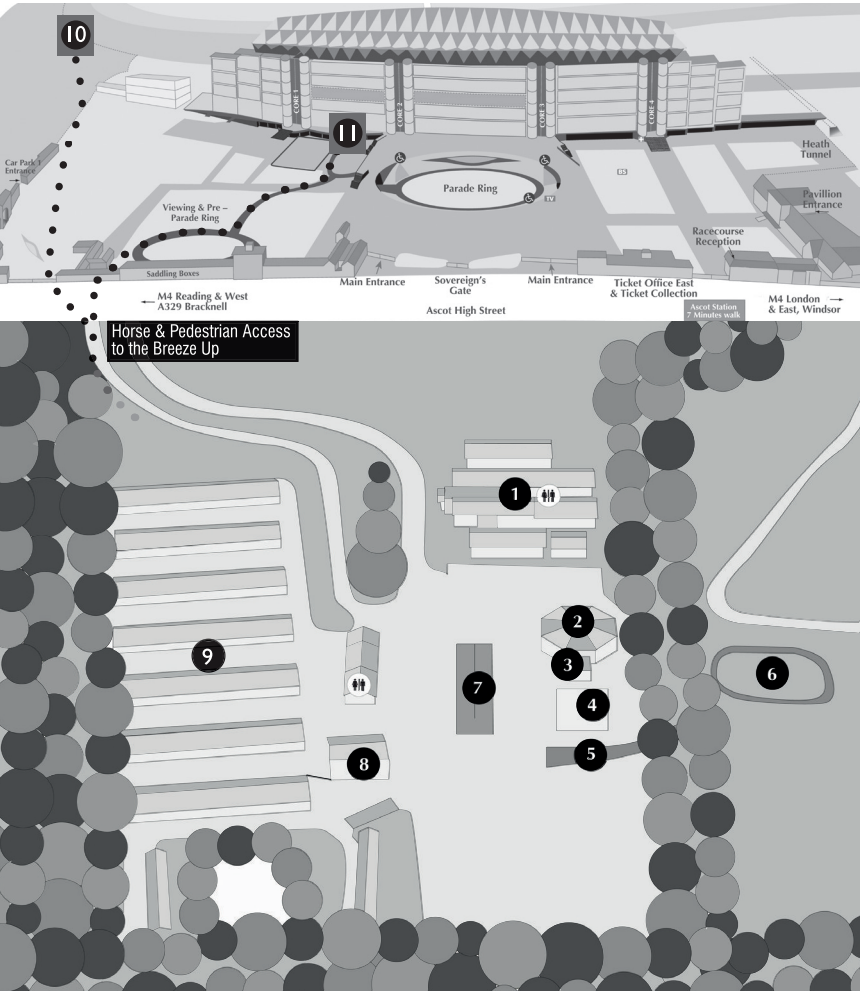 10
CORE 1
CORE 2
CORE 3
CORE 4
11
Heath
Tunnel
Car Park 1
Entrance
85
Parade Ring
TV
Pavillion
Entrance
Viewing & Pre –
Parade Ring
Racecourse
Reception
Saddling Boxes
Main Entrance
Sovereign's
Gate
Main Entrance
Ticket Office East
& Ticket Collection
M4 Reading & West
A329 Bracknell
Ascot High Street
Ascot Station
7 Minutes walk
M4 London
& East, Windsor
Horse & Pedestrian Access
to the Breeze Up
1
2
3
4
5
6
7
8
9